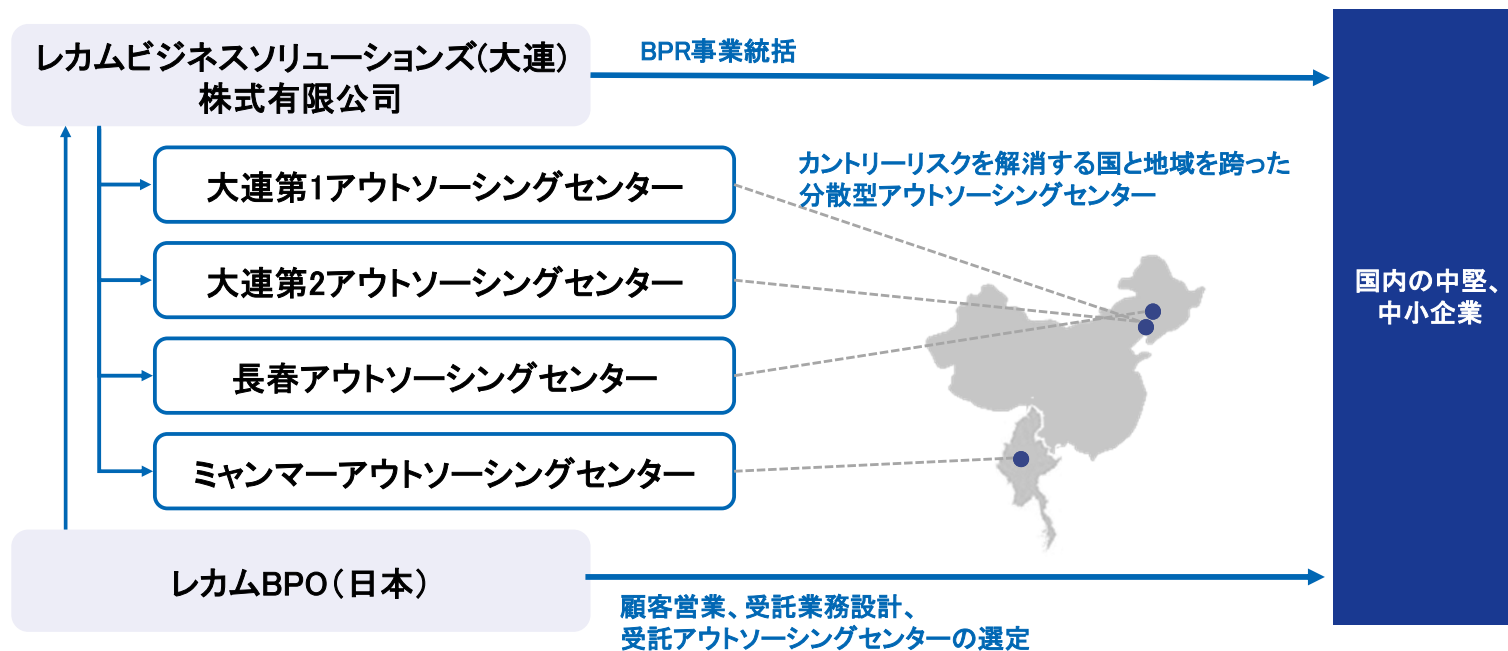 レカムビジネスソリューションズ(大連)
株式有限公司
BPR事業統括
大連第1アウトソーシングセンター
カントリーリスクを解消する国と地域を跨った
分散型アウトソーシングセンター
大連第2アウトソーシングセンター
国内の中堅、
中小企業
長春アウトソーシングセンター
ミャンマーアウトソーシングセンター
レカムBPO(日本)
顧客営業、受託業務設計、
受託アウトソーシングセンターの選定